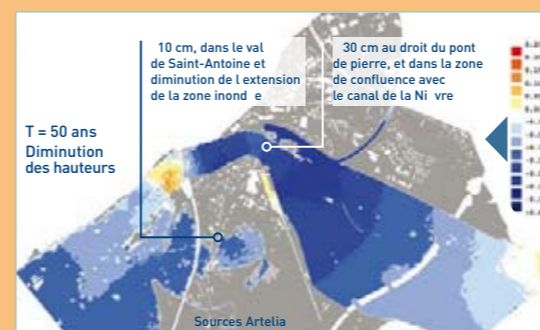 10 cm, dans le val
de Saint-Antoine et
diminution de l extension
de la zone inond e
30 cm au droit du pont
de pierre, et dans la zone
de confluence avec
le canal de la Ni vre
T = 50 ans
Diminution
des hauteurs
Sources Artelia